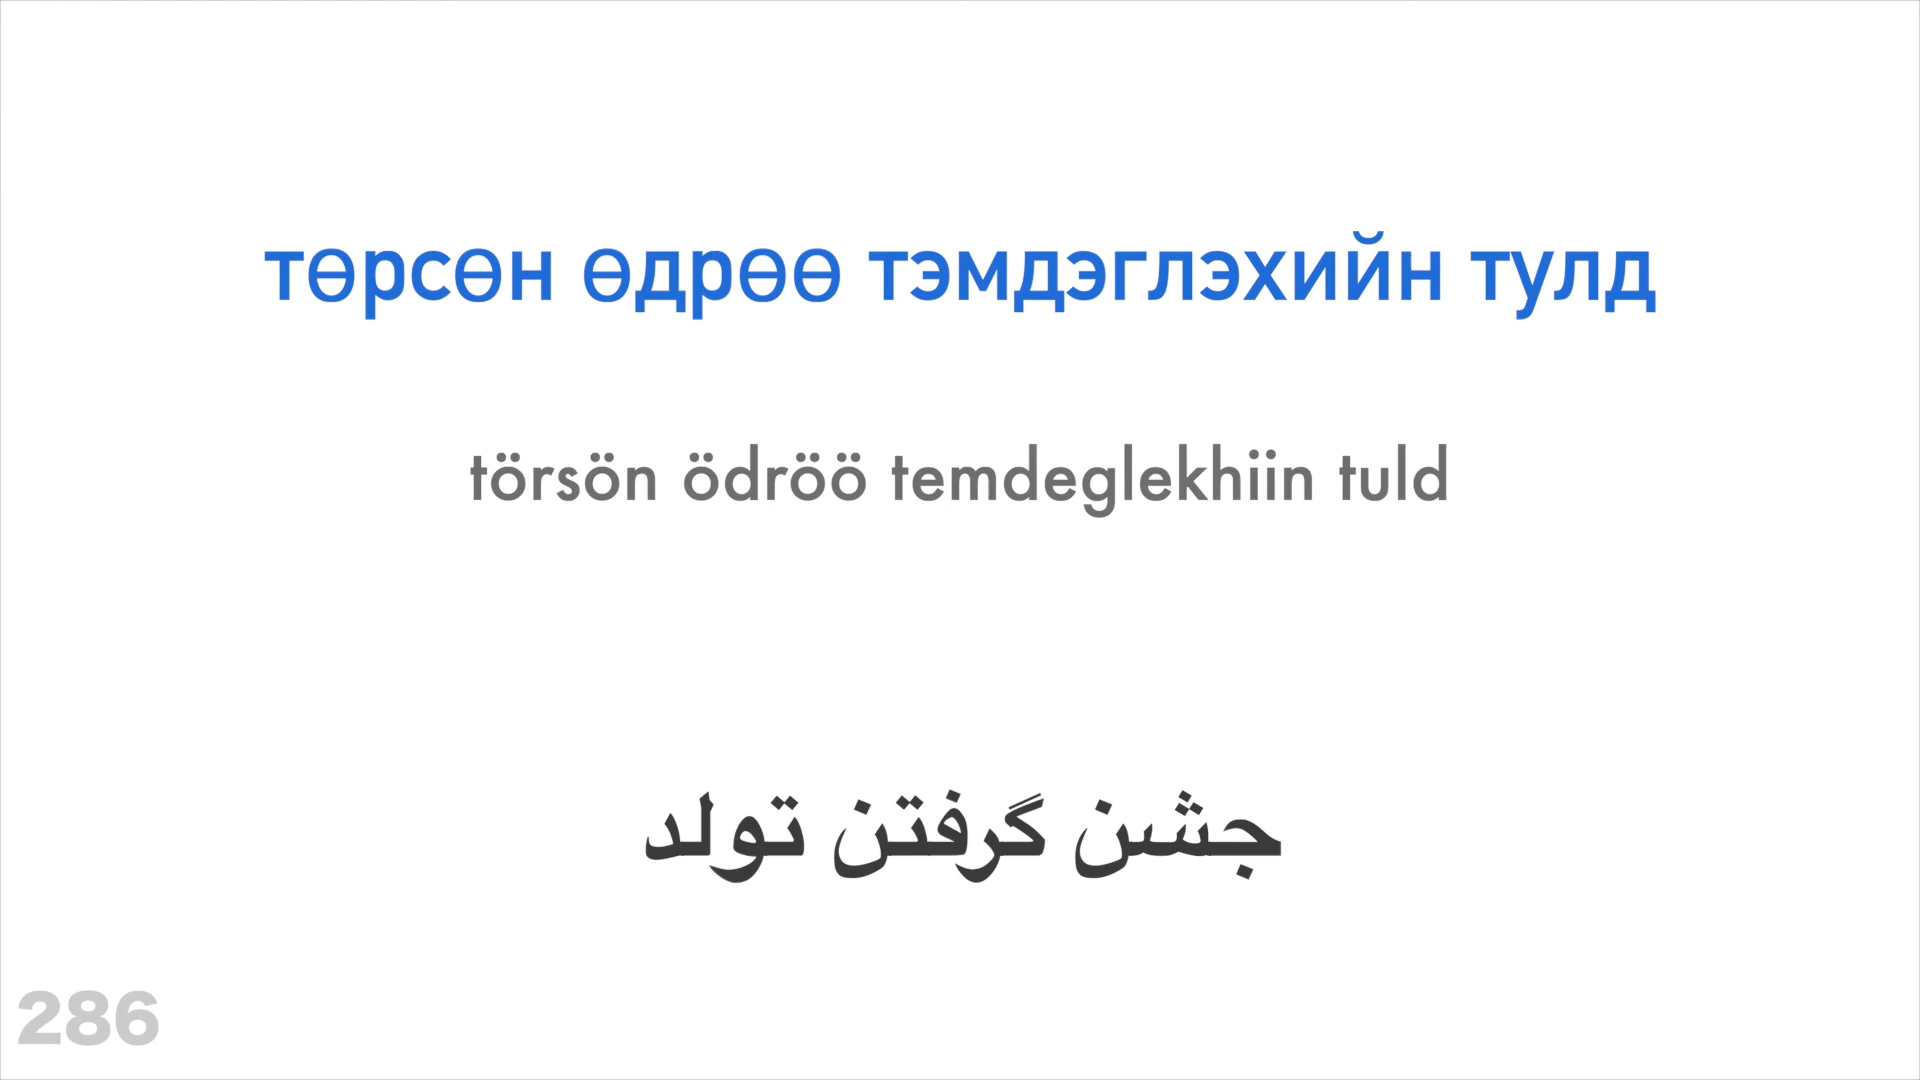 төрсөн өдрөө тэмдэглэхийн тулд
törsön ödröö temdeglekhiin tuld
جشن گرفتن تولد
286